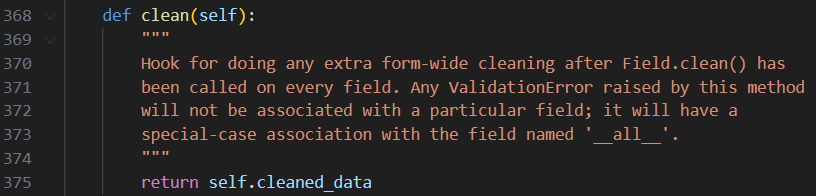 368 def clean(self):
369 """
370 Hook for doing any extra form-wide cleaning after Field.clean() has
371 been called on every field. Any ValidationError raised by this method
372 will not be associated with a particular field; it will have a
373 special-case association with the field named '__all__'.
374 """
375 return self.cleaned_data